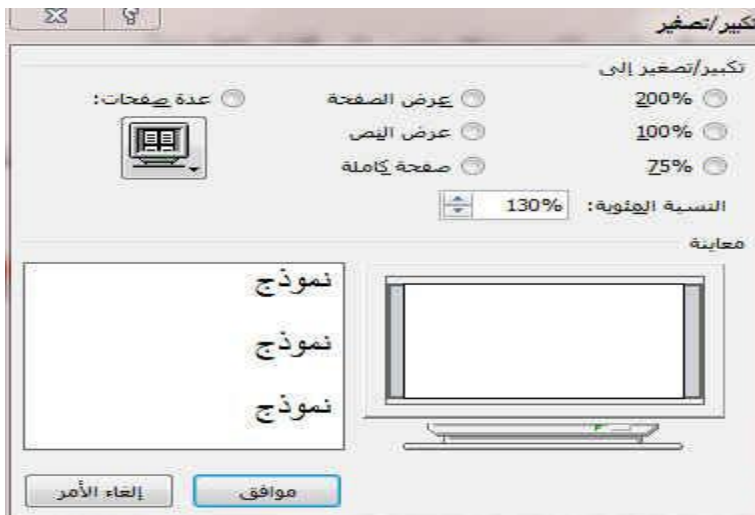 تكبير/تصغير
تكبير/تصغير إلى
200% عرض الصفحة عدة صفحات:
100% عرض النص
75% صفحة كاملة
النسبة المئوية: 130%
معاينة
نموذج
نموذج
نموذج
موافق إلغاء الأمر